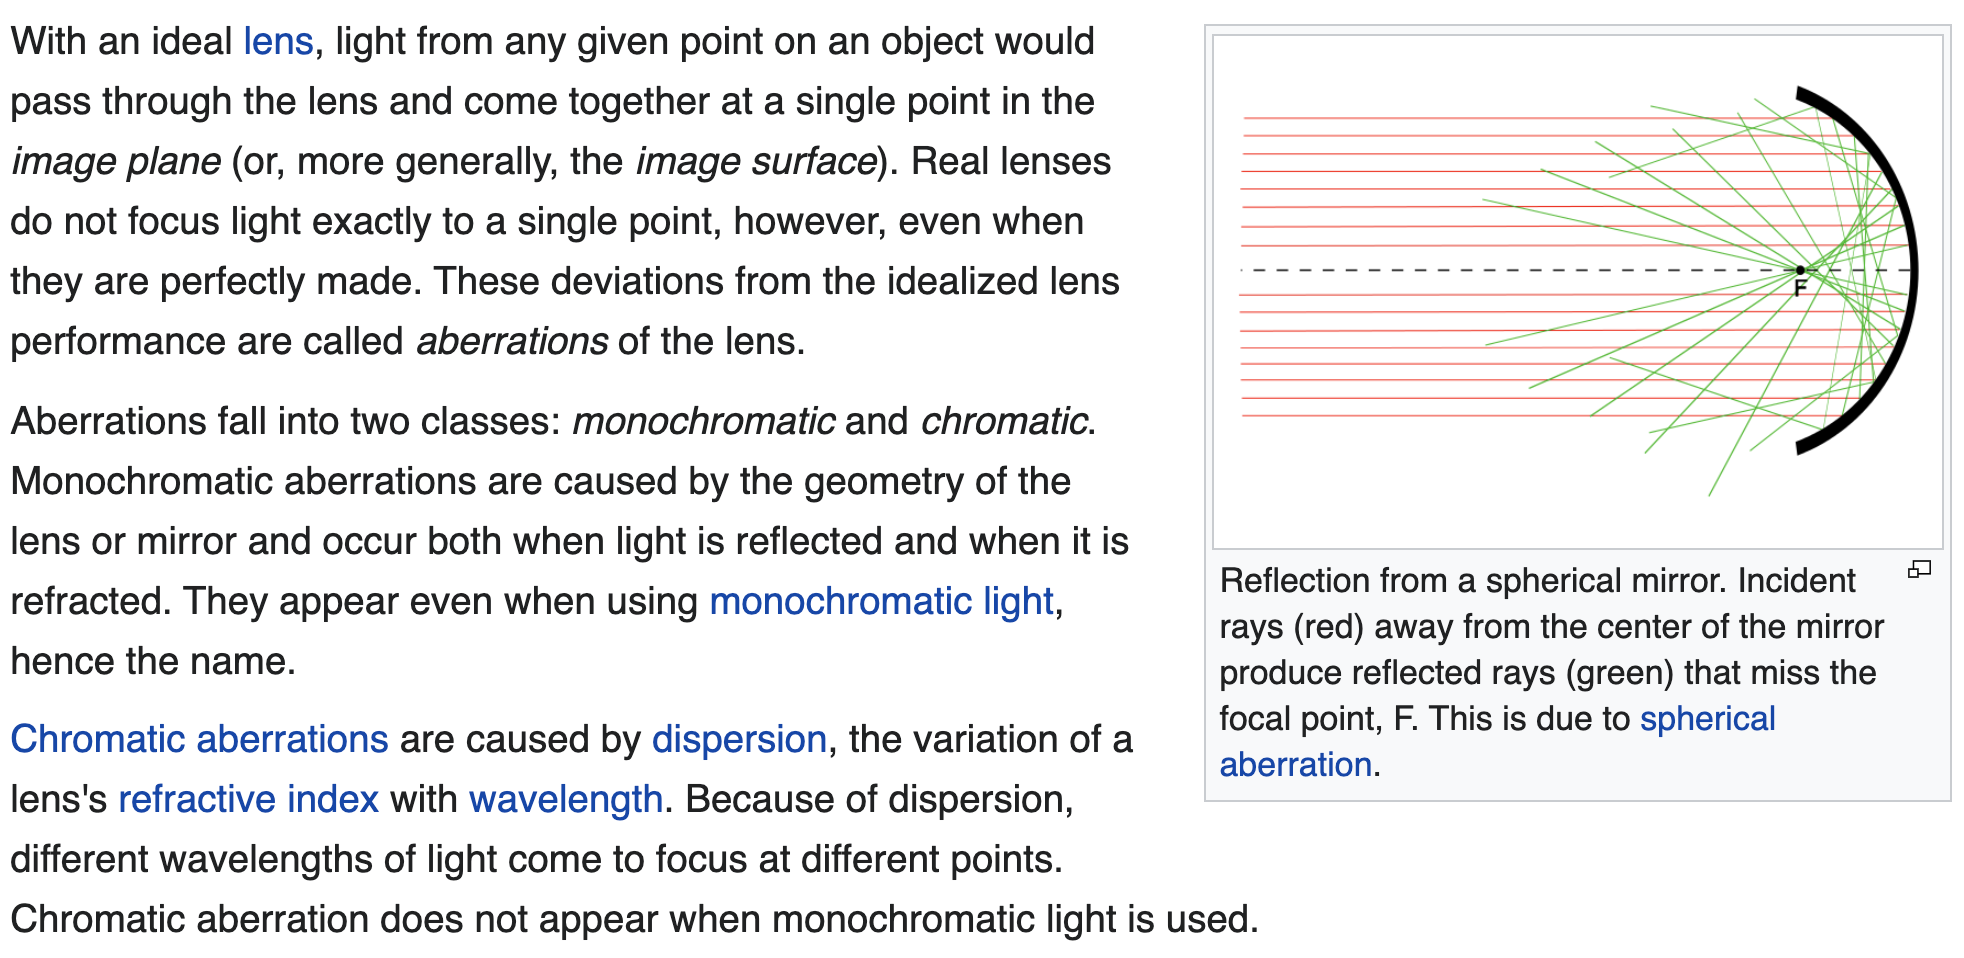 With an ideal lens, light from any given point on an object would
pass through the lens and come together at a single point in the
image plane (or, more generally, the image surface). Real lenses
do not focus light exactly to a single point, however, even when
they are perfectly made. These deviations from the idealized lens
performance are called aberrations of the lens.
Aberrations fall into two classes: monochromatic and chromatic.
Monochromatic aberrations are caused by the geometry of the
lens or mirror and occur both when light is reflected and when it is
refracted. They appear even when using monochromatic light,
hence the name.
Chromatic aberrations are caused by dispersion, the variation of a
lens's refractive index with wavelength. Because of dispersion,
different wavelengths of light come to focus at different points.
Chromatic aberration does not appear when monochromatic light is used.
F
Reflection from a spherical mirror. Incident
rays (red) away from the center of the mirror
produce reflected rays (green) that miss the
focal point, F. This is due to spherical
aberration.